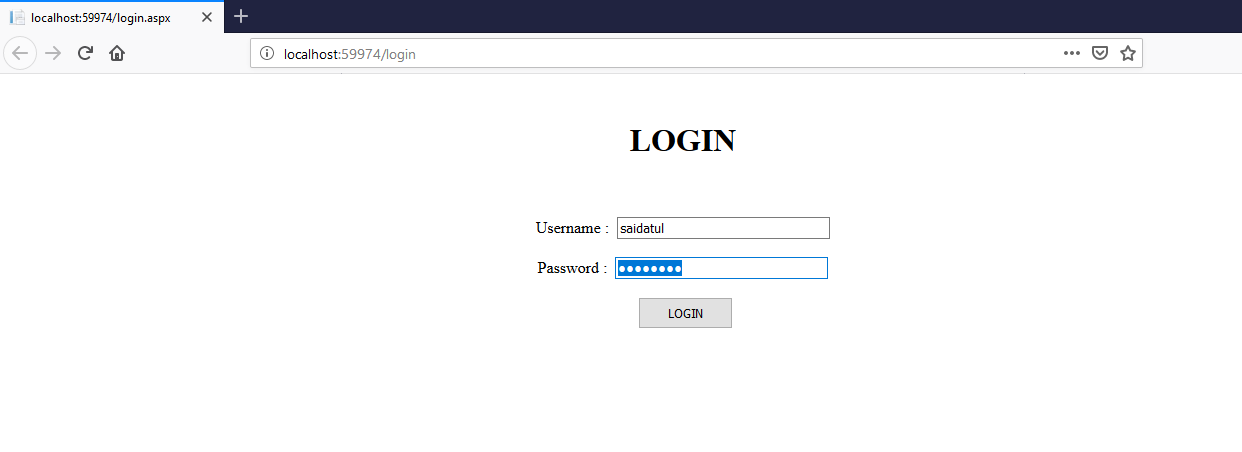 localhost:59974/login.aspx
localhost:59974/login
LOGIN
Username : saidatul
Password : ●●●●●●●●
LOGIN